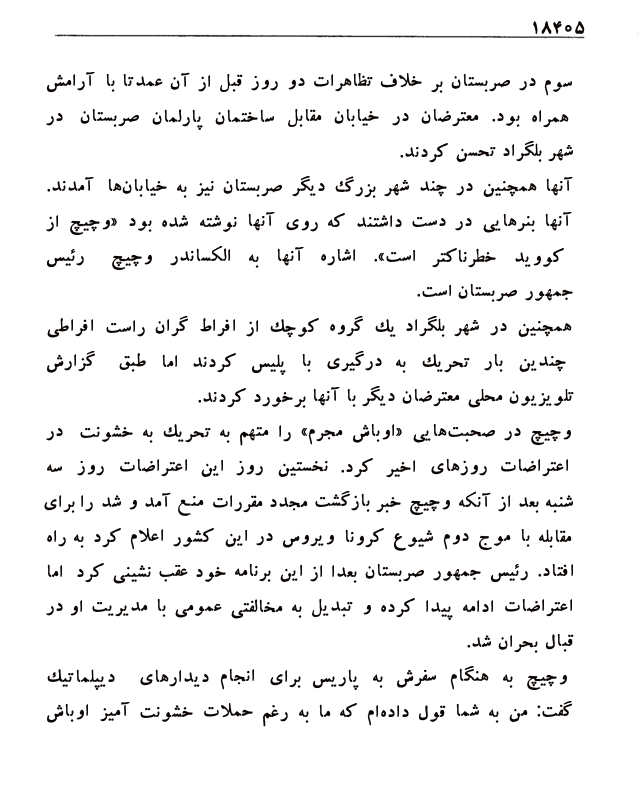 ۱۸۴۰۵
سوم در صربستان بر خلاف تظاهرات دو روز قبل از آن عمدتا با آرامش
همراه بود. معترضان در خیابان مقابل ساختمان پارلمان صربستان در
شهر بلگراد تحسن کردند.
آنها همچنین در چند شهر بزرگ دیگر صربستان نیز به خیابان‌ها آمدند.
آنها بنرهایی در دست داشتند که روی آنها نوشته شده بود «وچیچ از
کووید خطرناکتر است». اشاره آنها به الکساندر وچیچ رئیس
جمهور صربستان است.
همچنین در شهر بلگراد یك گروه کوچك از افراط گران راست افراطی
چندین بار تحریك به درگیری با پلیس کردند اما طبق گزارش
تلویزیون محلی معترضان دیگر با آنها برخورد کردند.
وچیچ در صحبت‌هایی «اوباش مجرم» را متهم به تحریك به خشونت در
اعتراضات روزهای اخیر کرد. نخستین روز این اعتراضات روز سه
شنبه بعد از آنکه وچیچ خبر بازگشت مجدد مقررات منع آمد و شد را برای
مقابله با موج دوم شیوع کرونا ویروس در این کشور اعلام کرد به راه
افتاد. رئیس جمهور صربستان بعدا از این برنامه خود عقب نشینی کرد اما
اعتراضات ادامه پیدا کرده و تبدیل به مخالفتی عمومی با مدیریت او در
قبال بحران شد.
وچیچ به هنگام سفرش به پاریس برای انجام دیدارهای دیپلماتیك
گفت: من به شما قول داده‌ام که ما به رغم حملات خشونت آمیز اوباش